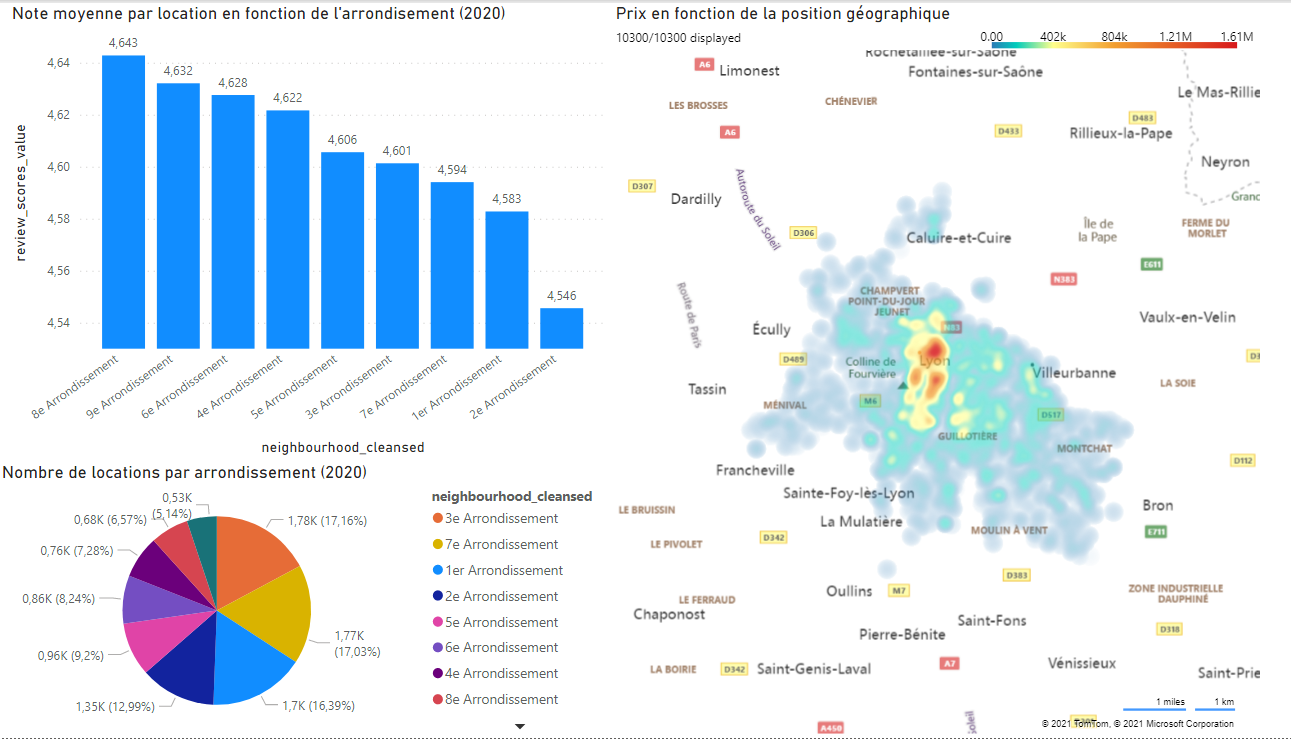 Note moyenne par location en fonction de l'arrondisement (2020)
review_scores_value
4,64
4,62
4,60
4,58
4,56
4,54
4,643
4,632
4,628
4,622
4,606
4,601
4,594
4,583
4,546
8e Arrondissement
9e Arrondissement
6e Arrondissement
4e Arrondissement
5e Arrondissement
3e Arrondissement
7e Arrondissement
1er Arrondissement
2e Arrondissement
neighbourhood_cleansed
Nombre de locations par arrondissement (2020)
0,53K
(5,14%)
0,68K (6,57%)
0,76K (7,28%)
0,86K (8,24%)
0,96K (9,2%)
1,35K (12,99%)
1,7K (16,39%)
1,77K
(17,03%)
1,78K (17,16%)
neighbourhood_cleansed
3e Arrondissement
7e Arrondissement
1er Arrondissement
2e Arrondissement
5e Arrondissement
6e Arrondissement
4e Arrondissement
8e Arrondissement
Prix en fonction de la position géographique
10300/10300 displayed
0.00 402k 804k 1.21M 1.61M
Rochetaillée-sur-Saône
A6
Limonest
Fontaines-sur-Saône
Le Mas-Rillie
LES BROSSES
CHÉNEVIER
A6
D433
D483
Rillieux-la-Pape
Neyron
D307
Dardilly
Autoroute du Soleil
Granc
D306
Caluire-et-Cuire
Île de
la Pape
FERME DU
MORLET
E611
N383
Route de Paris
CHAMPVERT
POINT-DU-JOUR
JEUNET
Écully
N83
Vaulx-en-Velin
D489
Colline de
Fourvière
Lyon
Villeurbanne
D3
Tassin
LA SOIE
MÉNIVAL
M6
D517
GUILLOTIÈRE
MONTCHAT
Francheville
D112
Sainte-Foy-lès-Lyon
Bron
LE BRUISSIN
La Mulatière
MOULIN À VENT
E711
LE PIVOLET
D342
D383
Oullins
M7
ZONE INDUSTRIELLE
DAUPHINÉ
LE FERRAUD
Chaponost
Saint-Fons
D318
Pierre-Bénite
LA BOIRIE
D342
Saint-Genis-Laval
A7
Vénissieux
Saint-Prie
1 miles
1 km
A450
oleil
© 2021 TomTom, © 2021 Microsoft Corporation